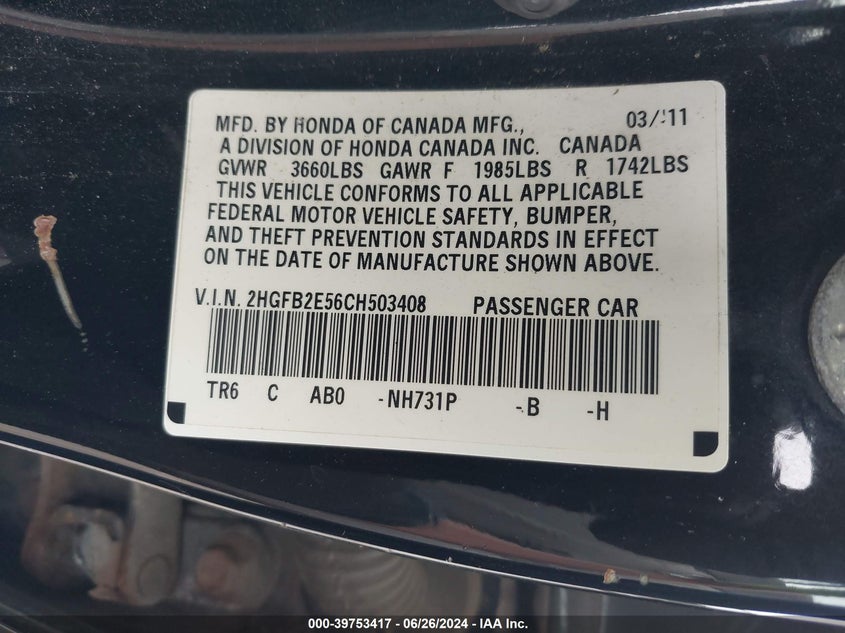 MFD. BY HONDA OF CANADA MFG., 03/'11
A DIVISION OF HONDA CANADA INC. CANADA
GVWR 3660LBS GAWR F 1985LBS R 1742LBS
THIS VEHICLE CONFORMS TO ALL APPLICABLE
FEDERAL MOTOR VEHICLE SAFETY, BUMPER,
AND THEFT PREVENTION STANDARDS IN EFFECT
ON THE DATE OF MANUFACTURE SHOWN ABOVE.
V.I.N. 2HGFB2E56CH503408 PASSENGER CAR
TR6 C AB0 -NH731P -B -H
000-39753417 - 06/26/2024 - IAA Inc.